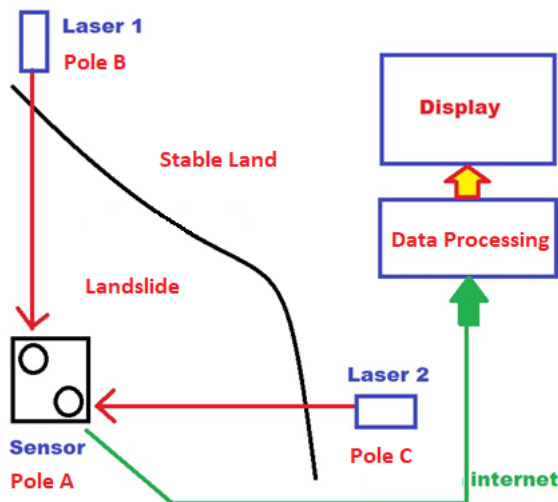 Laser 1
Pole B
Display
Stable Land
Data Processing
Landslide
Laser 2
Sensor
Pole C
Pole A
internet